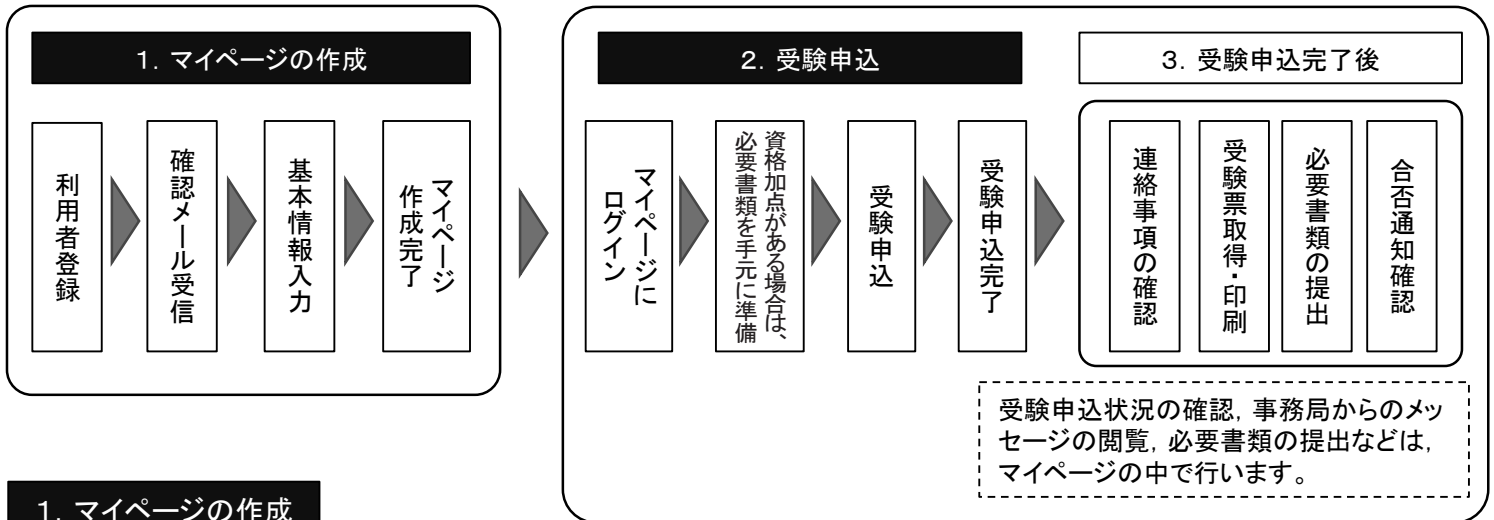 1．マイページの作成
利用者登録
確認メール受信
基本情報入力
マイページ
作成完了
2．受験申込
マイページに
ログイン
資格加点がある場合は、
必要書類を手元に準備
受験申込
受験申込完了
3．受験申込完了後
連絡事項の確認
受験票取得・印刷
必要書類の提出
合否通知確認
受験申込状況の確認，事務局からのメッ
セージの閲覧，必要書類の提出などは，
マイページの中で行います。
1．マイページの作成